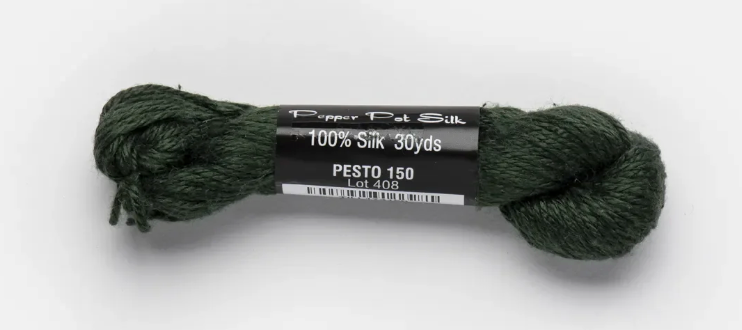 Pepper Pot Silk
100% Silk 30yds
PESTO 150
Lot 408